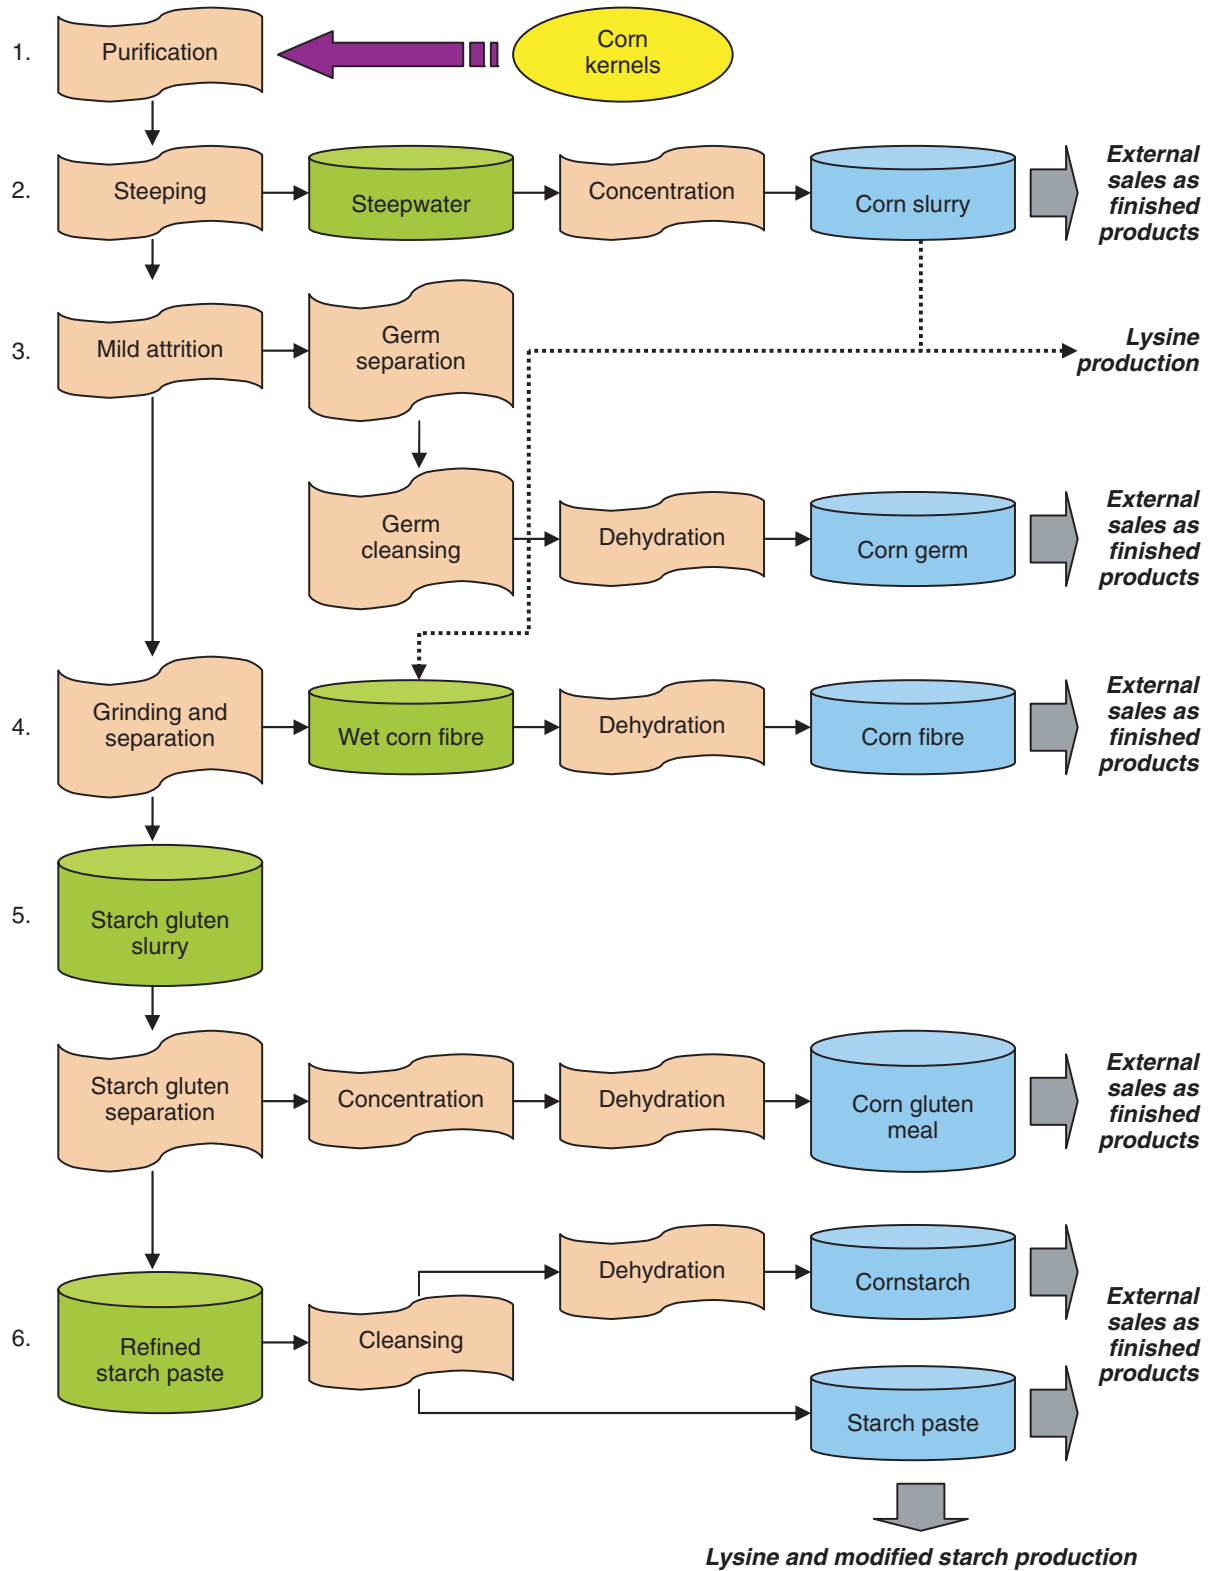 1.
Purification
Corn
kernels
2.
Steeping
Steepwater
Concentration
Corn slurry
External
sales as
finished
products
3.
Mild attrition
Germ
separation
Lysine
production
Germ
cleansing
Dehydration
Corn germ
External
sales as
finished
products
4.
Grinding and
separation
Wet corn fibre
Dehydration
Corn fibre
External
sales as
finished
products
5.
Starch gluten
slurry
Starch gluten
separation
Concentration
Dehydration
Corn gluten
meal
External
sales as
finished
products
6.
Refined
starch paste
Cleansing
Dehydration
Cornstarch
Starch paste
External
sales as
finished
products
Lysine and modified starch production